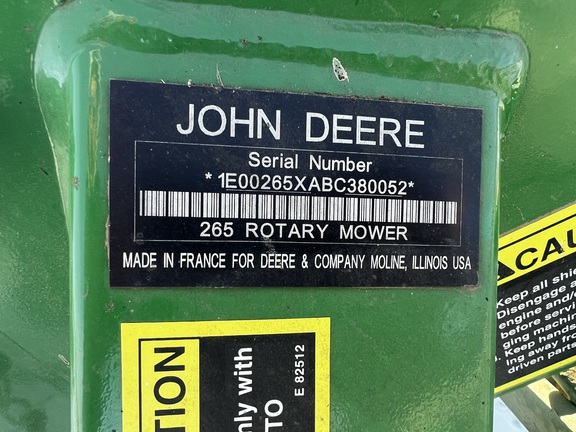 JOHN DEERE
Serial Number
*1E00265XABC380052*
265 ROTARY MOWER
MADE IN FRANCE FOR DEERE & COMPANY MOLINE, ILLINOIS USA
CAU
Keep all shie
Disengage a
engine and/o
before servi
ging machin
Keep hands
ing away fro
driven parts
TION
nly with
TO
E 82512